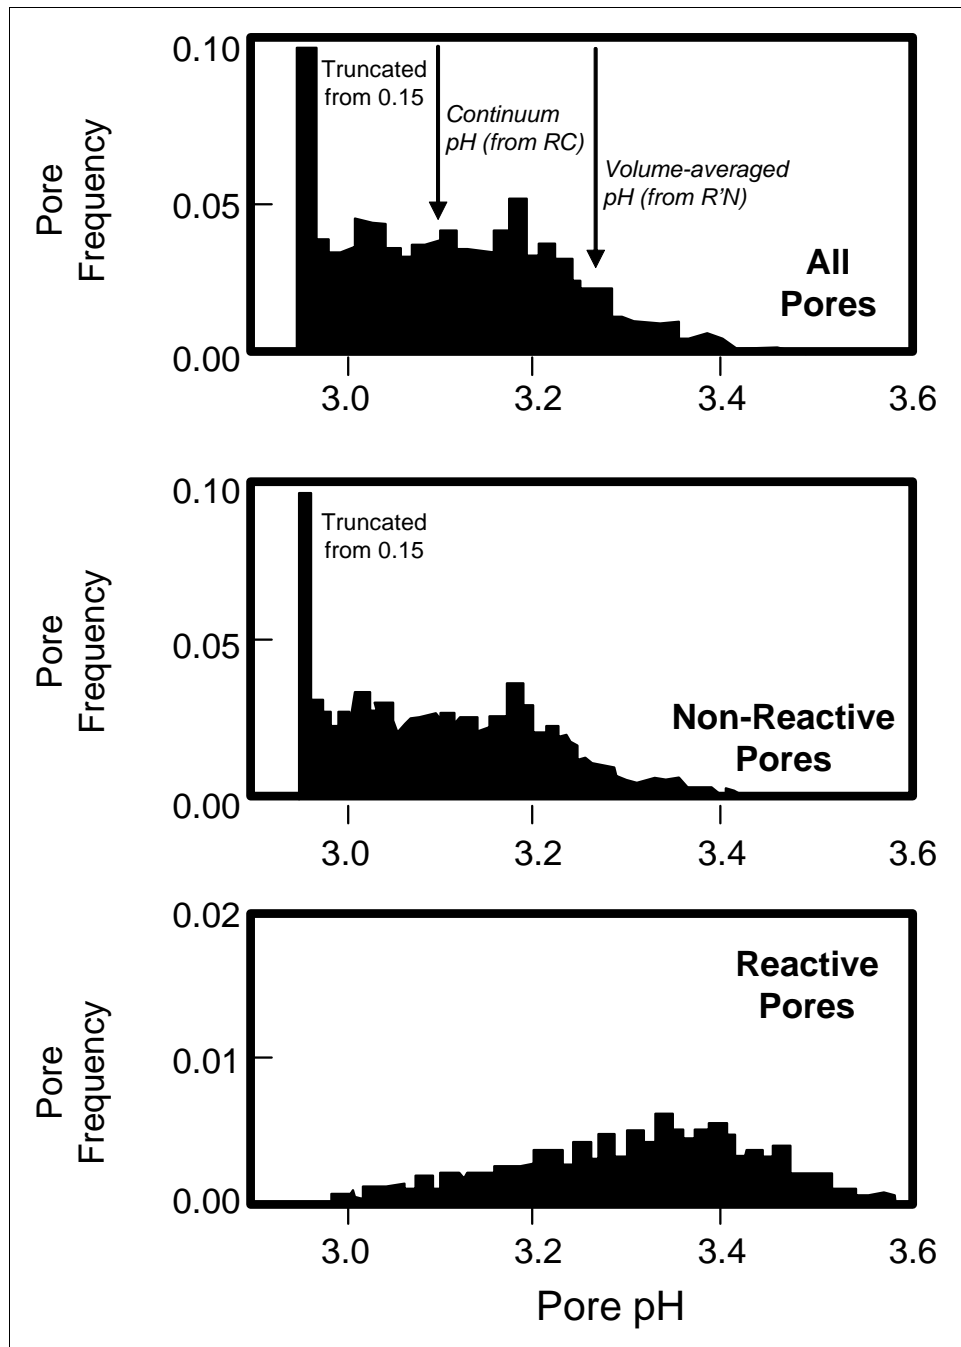 Pore
Frequency
0.10
0.05
0.00
Truncated
from 0.15
Continuum
pH (from RC)
Volume-averaged
pH (from R'N)
All
Pores
3.0
3.2
3.4
3.6
Pore
Frequency
0.10
0.05
0.00
Truncated
from 0.15
Non-Reactive
Pores
3.0
3.2
3.4
3.6
Pore
Frequency
0.02
0.01
0.00
Reactive
Pores
3.0
3.2
3.4
3.6
Pore pH